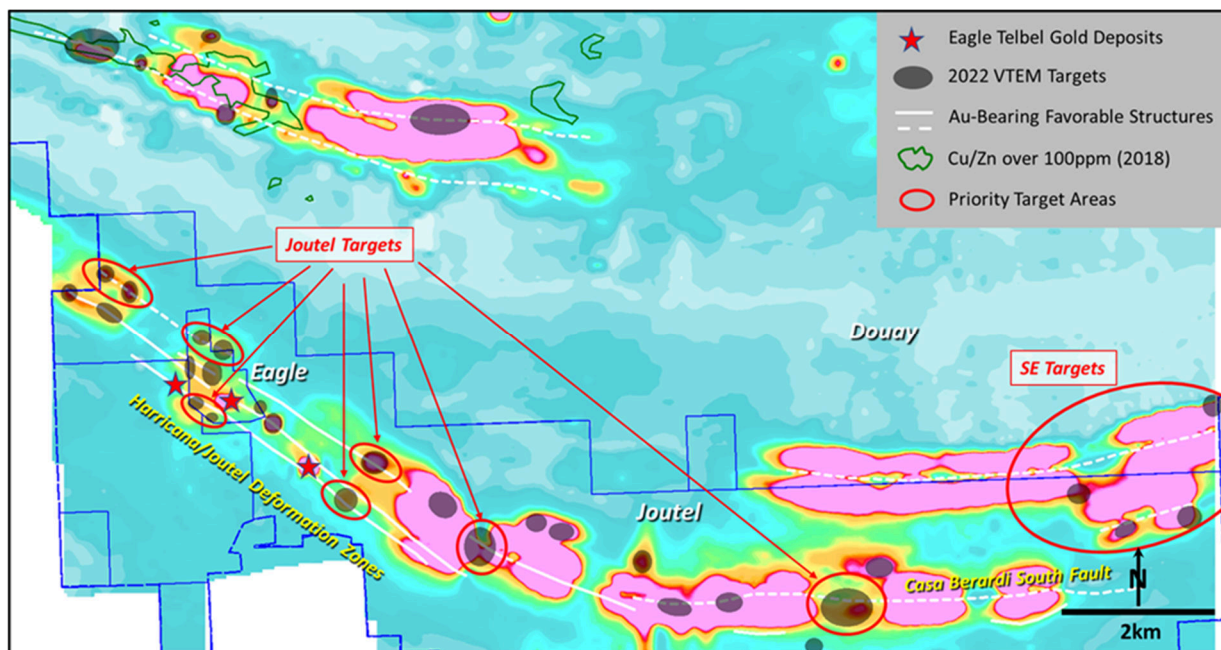 Eagle Telbel Gold Deposits
2022 VTEM Targets
Au-Bearing Favorable Structures
Cu/Zn over 100ppm (2018)
Priority Target Areas
Joutel Targets
Douay
SE Targets
Eagle
Harricana/Joutel Deformation Zones
Joutel
Casa Berardi South Fault
N
2km